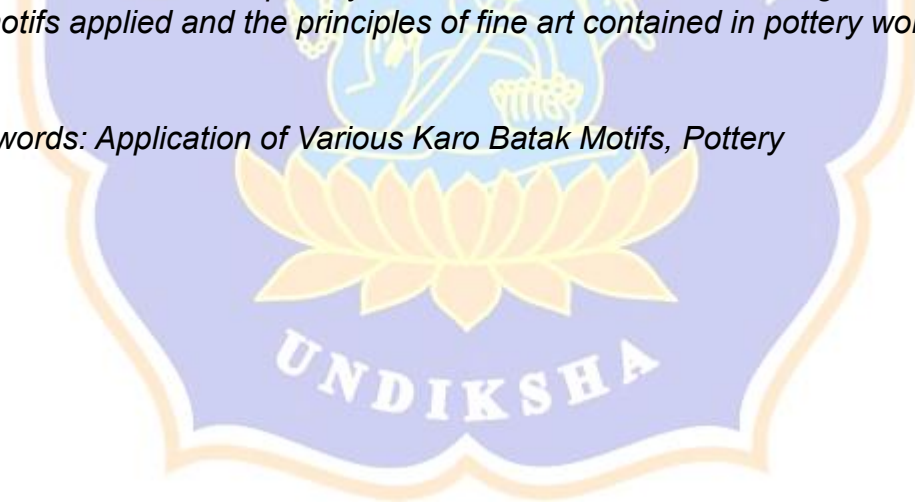 motifs applied and the principles of fine art contained in pottery
words: Application of Various Karo Batak Motifs, Pottery
UNDIKSHA